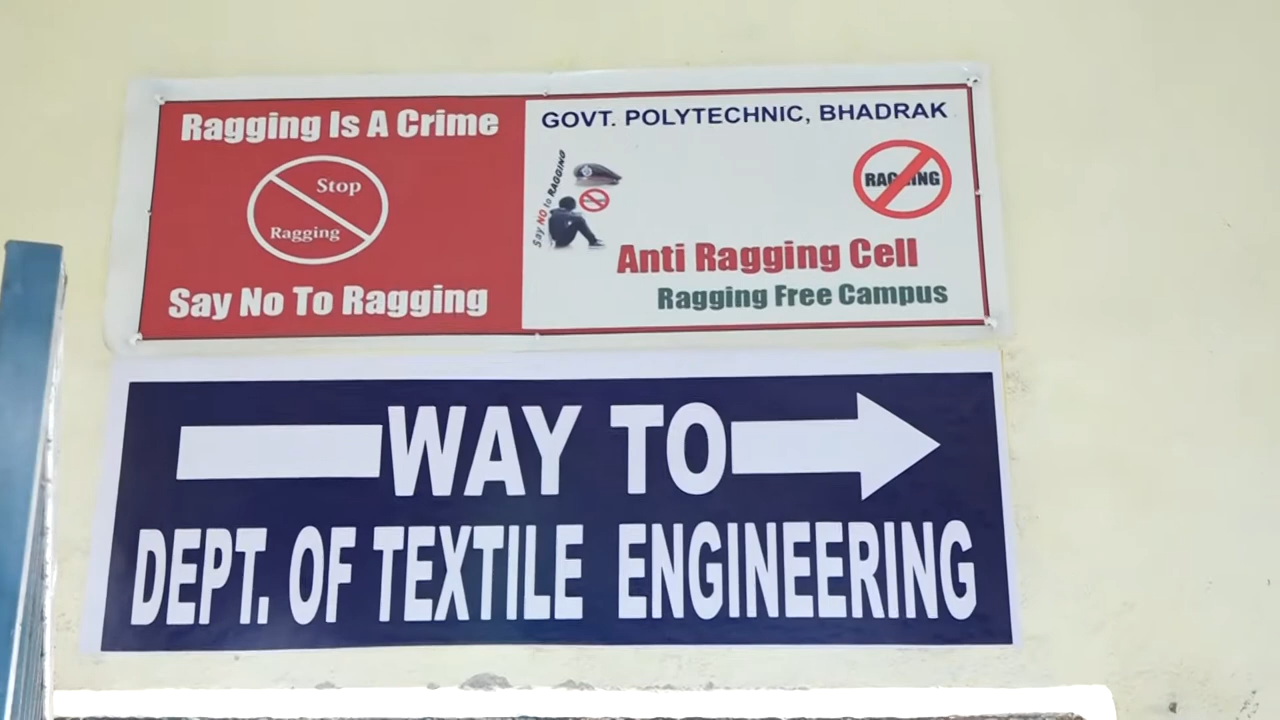 Ragging Is A Crime
Stop
Ragging
Say No To Ragging
GOVT. POLYTECHNIC, BHADRAK
Say NO to RAGGING
RAGGING
Anti Ragging Cell
Ragging Free Campus
WAY TO
DEPT. OF TEXTILE ENGINEERING